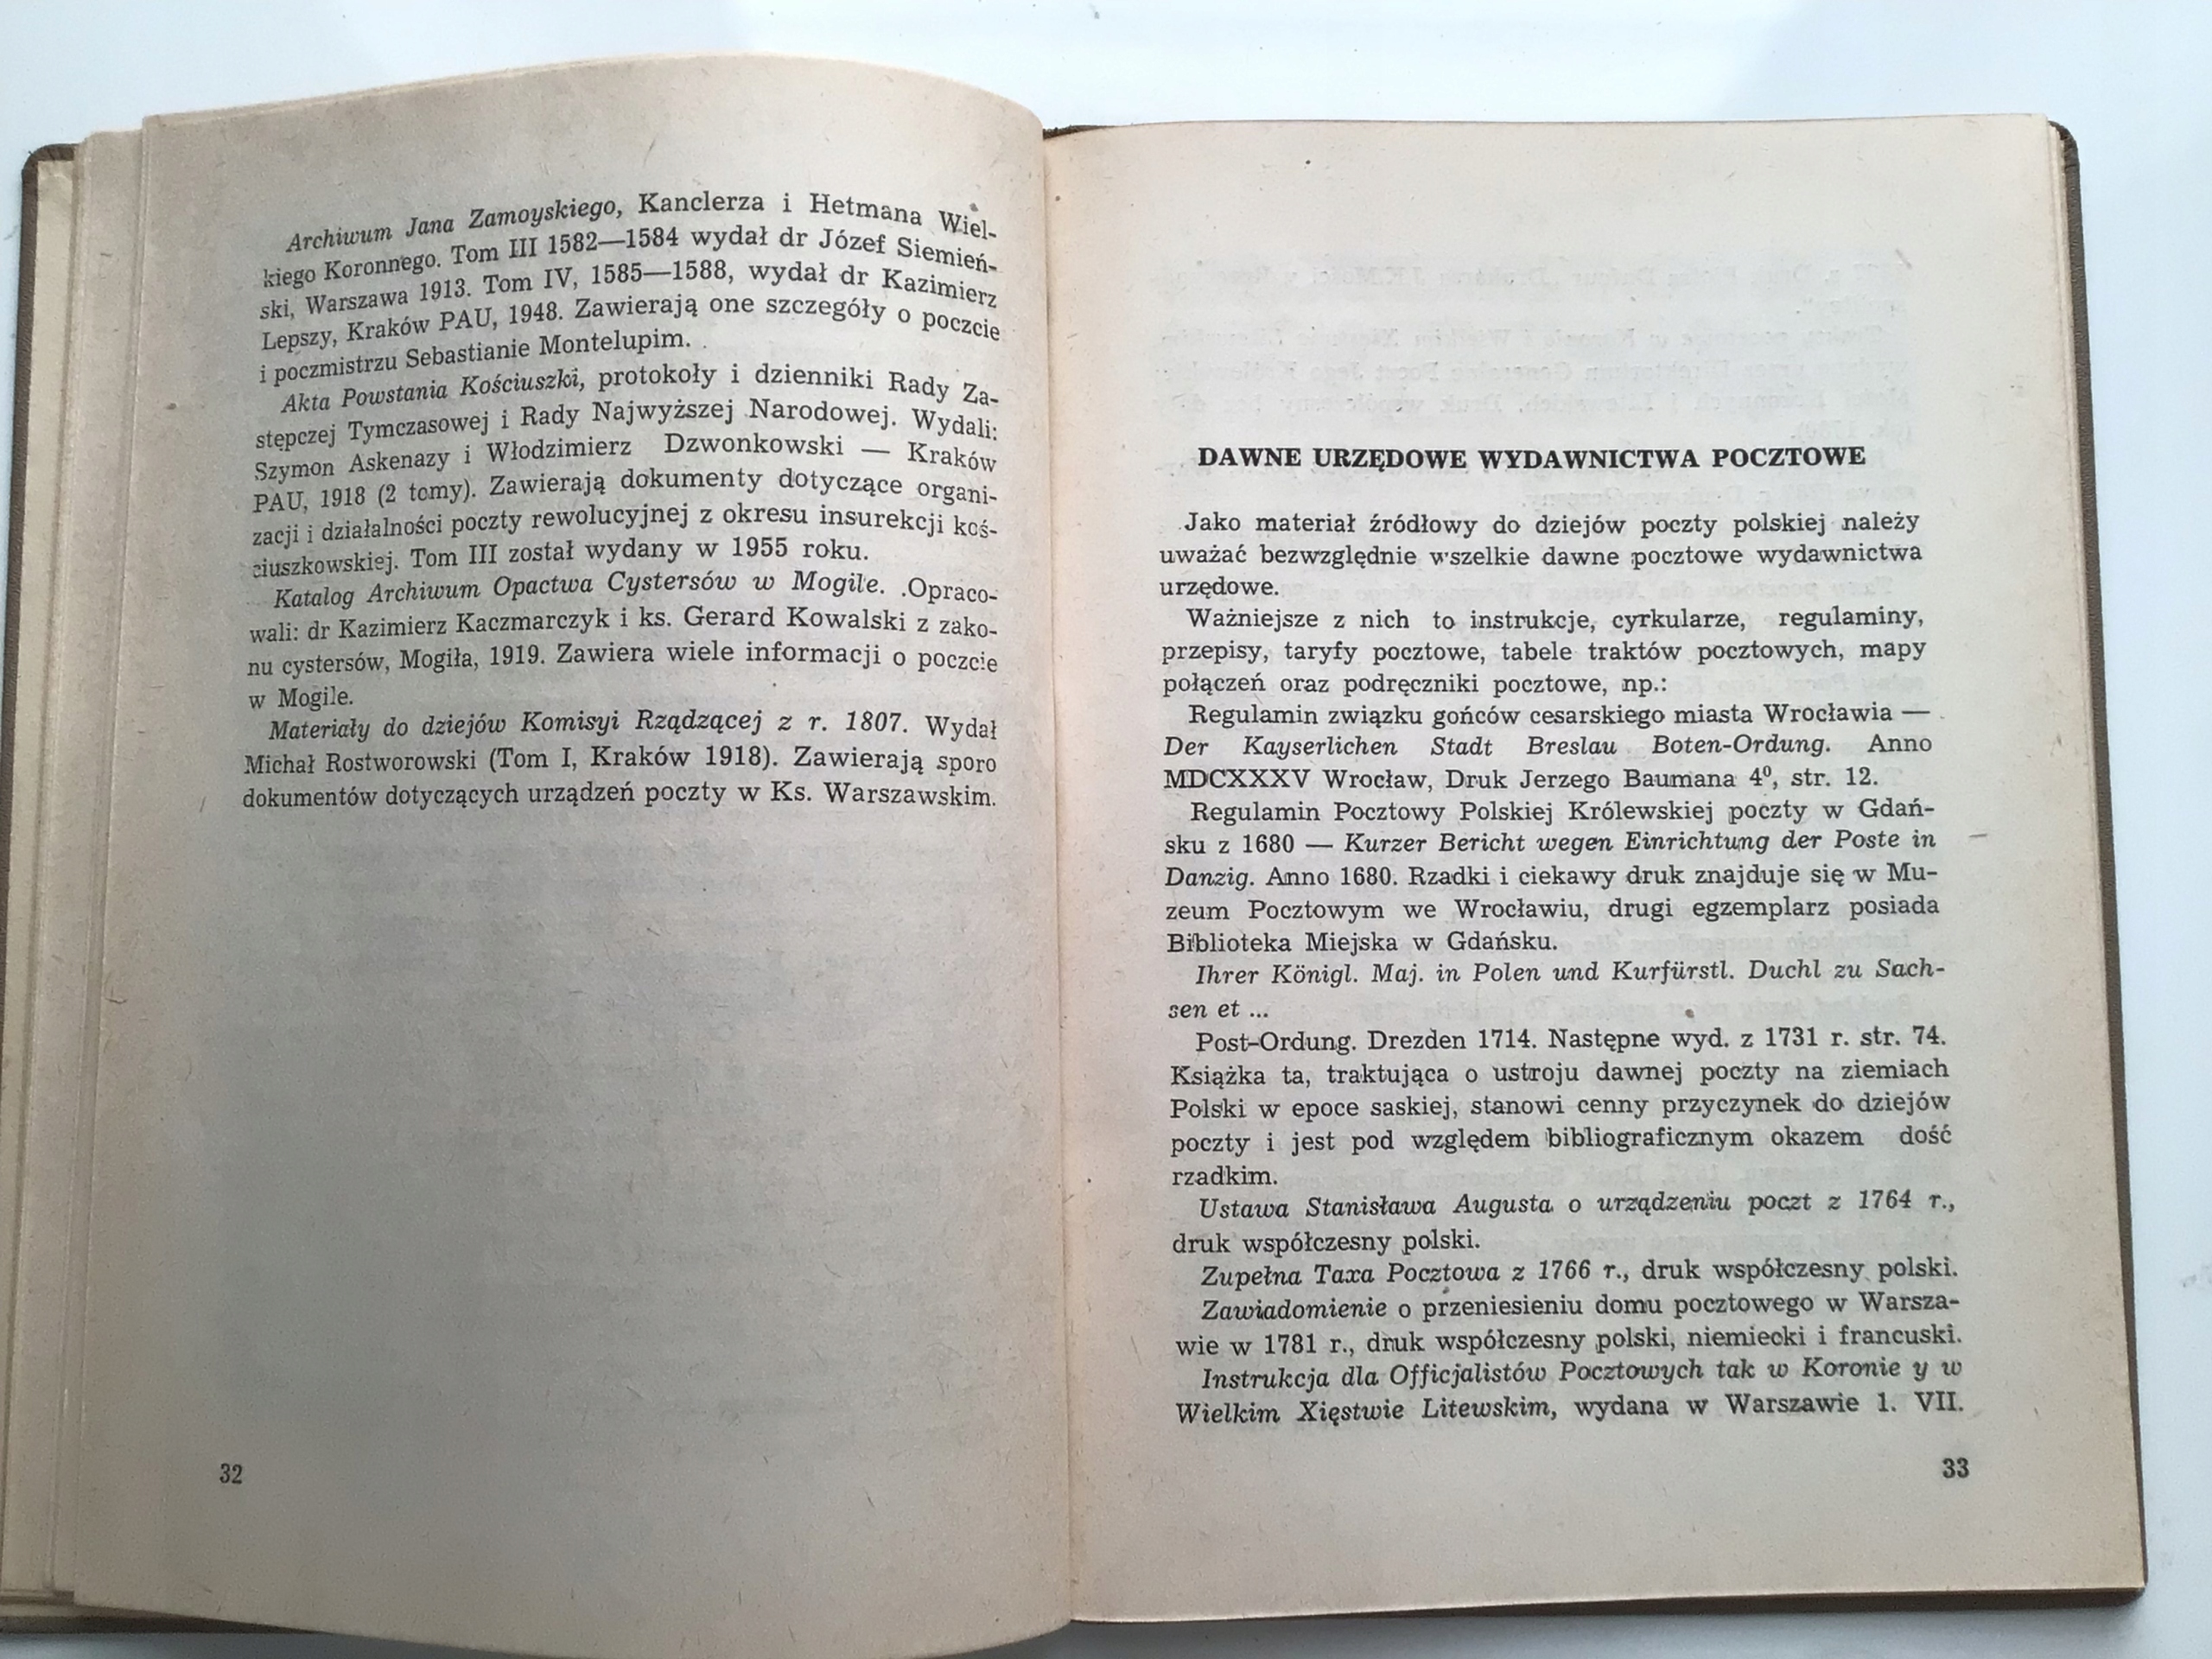 Archiwum Jana Zamoyskiego, Kanclerza i Hetmana Wiel-
kiego Koronnego. Tom III 1582—1584 wydał dr Józef Siemień-
ski, Warszawa 1913. Tom IV, 1585—1588, wydał dr Kazimierz
Lepszy, Kraków PAU, 1948. Zawierają one szczegóły o poczcie
i poczmistrzu Sebastianie Montelupim.
Akta Powstania Kościuszki, protokoły i dzienniki Rady Za-
stępczej Tymczasowej i Rady Najwyższej Narodowej. Wydali:
Szymon Askenazy i Włodzimierz Dzwonkowski — Kraków
PAU, 1918 (2 tomy). Zawierają dokumenty dotyczące organi-
zacji i działalności poczty rewolucyjnej z okresu insurekcji koś-
ciuszkowskiej. Tom III został wydany w 1955 roku.
Katalog Archiwum Opactwa Cystersów w Mogile. Opraco-
wali: dr Kazimierz Kaczmarczyk i ks. Gerard Kowalski z zako-
nu cystersów, Mogiła, 1919. Zawiera wiele informacji o poczcie
w Mogile.
Materiały do dziejów Komisyi Rządzącej z r. 1807. Wydał
Michał Rostworowski (Tom I, Kraków 1918). Zawierają sporo
dokumentów dotyczących urządzeń poczty w Ks. Warszawskim.
32
DAWNE URZĘDOWE WYDAWNICTWA POCZTOWE
Jako materiał źródłowy do dziejów poczty polskiej należy
uważać bezwzględnie wszelkie dawne pocztowe wydawnictwa
urzędowe.
Ważniejsze z nich to instrukcje, cyrkularze, regulaminy,
przepisy, taryfy pocztowe, tabele traktów pocztowych, mapy
połączeń oraz podręczniki pocztowe, np.:
Regulamin związku gońców cesarskiego miasta Wrocławia —
Der Kayserlichen Stadt Breslau Boten-Ordung. Anno
MDCXXXV Wrocław, Druk Jerzego Baumana 4⁰, str. 12.
Regulamin Pocztowy Polskiej Królewskiej poczty w Gdań-
sku z 1680 — Kurzer Bericht wegen Einrichtung der Poste in
Danzig. Anno 1680. Rzadki i ciekawy druk znajduje się w Mu-
zeum Pocztowym we Wrocławiu, drugi egzemplarz posiada
Biblioteka Miejska w Gdańsku.
Ihrer Königl. Maj. in Polen und Kurfürstl. Duchl zu Sach-
sen et ...
Post-Ordung. Drezden 1714. Następne wyd. z 1731 r. str. 74.
Książka ta, traktująca o ustroju dawnej poczty na ziemiach
Polski w epoce saskiej, stanowi cenny przyczynek do dziejów
poczty i jest pod względem bibliograficznym okazem dość
rzadkim.
Ustawa Stanisława Augusta o urządzeniu poczt z 1764 r.,
druk współczesny polski.
Zupełna Taxa Pocztowa z 1766 r., druk współczesny polski.
Zawiadomienie o przeniesieniu domu pocztowego w Warsza-
wie w 1781 r., druk współczesny polski, niemiecki i francuski.
Instrukcja dla Officjalistów Pocztowych tak w Koronie y w
Wielkim Xięstwie Litewskim, wydana w Warszawie 1. VII.
33